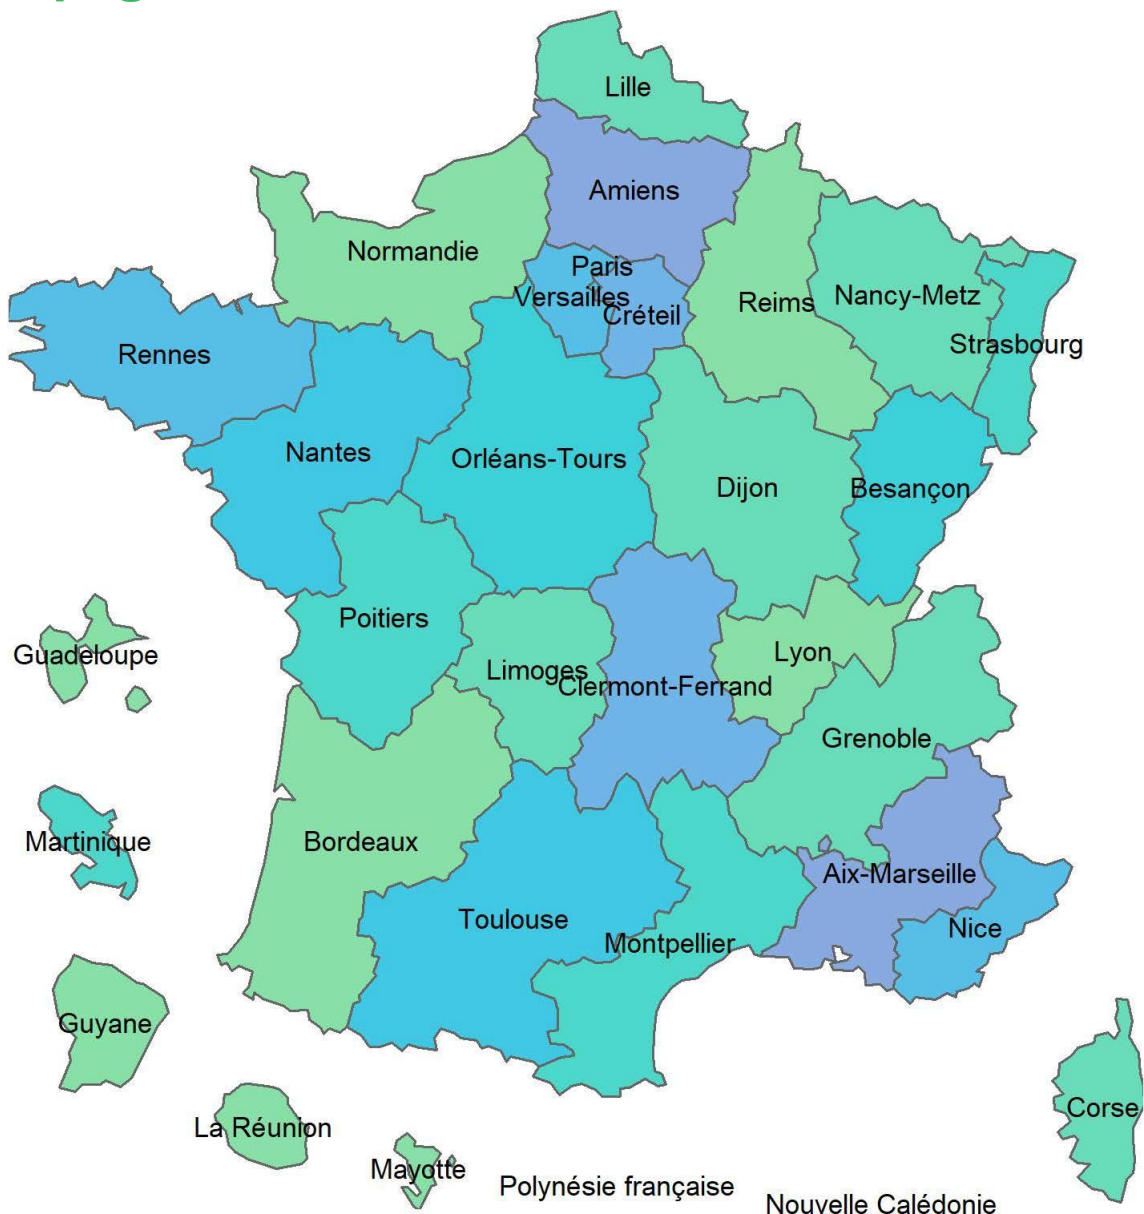 Lille
Amiens
Normandie
Paris
Versailles
Créteil
Reims
Nancy-Metz
Strasbourg
Rennes
Nantes
Orléans-Tours
Dijon
Besançon
Poitiers
Guadeloupe
Limoges
Clermont-Ferrand
Lyon
Grenoble
Martinique
Bordeaux
Aix-Marseille
Toulouse
Montpellier
Nice
Guyane
La Réunion
Corse
Mayotte
Polynésie française
Nouvelle Calédonie